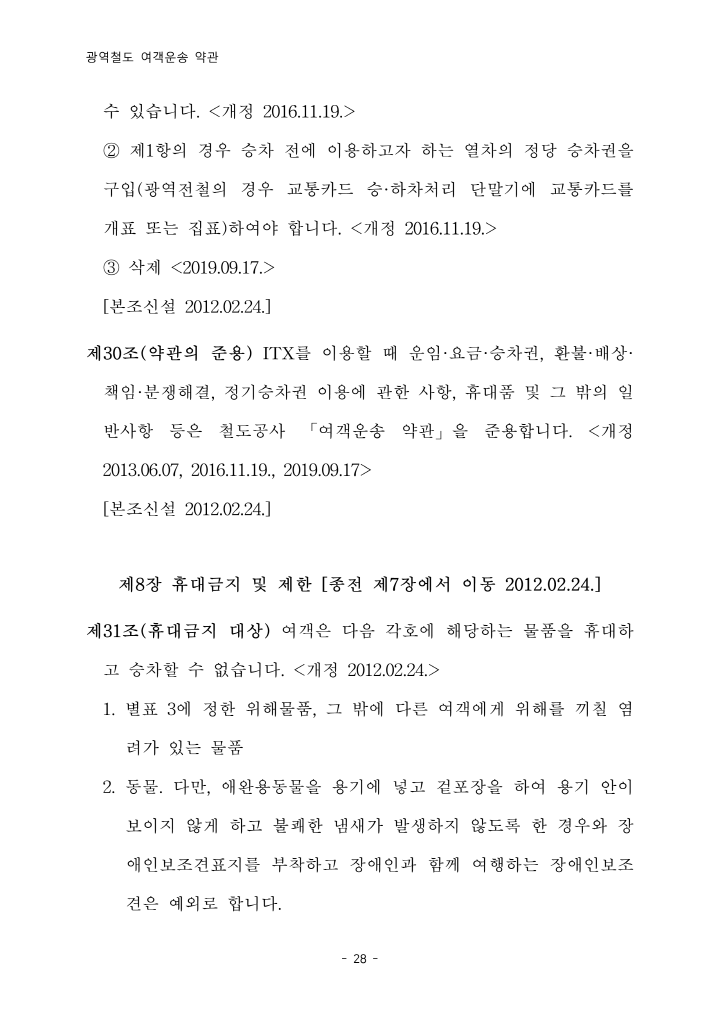 광역철도 여객운송 약관
수 있습니다. <개정 2016.11.19.>
② 제1항의 경우 승차 전에 이용하고자 하는 열차의 정당 승차권을
구입(광역전철의 경우 교통카드 승·하차처리 단말기에 교통카드를
개표 또는 집표)하여야 합니다. <개정 2016.11.19.>
③ 삭제 <2019.09.17.>
[본조신설 2012.02.24.]
제30조(약관의 준용) ITX를 이용할 때 운임·요금·승차권, 환불·배상·
책임·분쟁해결, 정기승차권 이용에 관한 사항, 휴대품 및 그 밖의 일
반사항 등은 철도공사 「여객운송 약관」을 준용합니다. <개정
2013.06.07, 2016.11.19., 2019.09.17>
[본조신설 2012.02.24.]
제8장 휴대금지 및 제한 [종전 제7장에서 이동 2012.02.24.]
제31조(휴대금지 대상) 여객은 다음 각호에 해당하는 물품을 휴대하
고 승차할 수 없습니다. <개정 2012.02.24.>
1. 별표 3에 정한 위해물품, 그 밖에 다른 여객에게 위해를 끼칠 염
려가 있는 물품
2. 동물. 다만, 애완용동물을 용기에 넣고 겉포장을 하여 용기 안이
보이지 않게 하고 불쾌한 냄새가 발생하지 않도록 한 경우와 장
애인보조견표지를 부착하고 장애인과 함께 여행하는 장애인보조
견은 예외로 합니다.
- 28 -